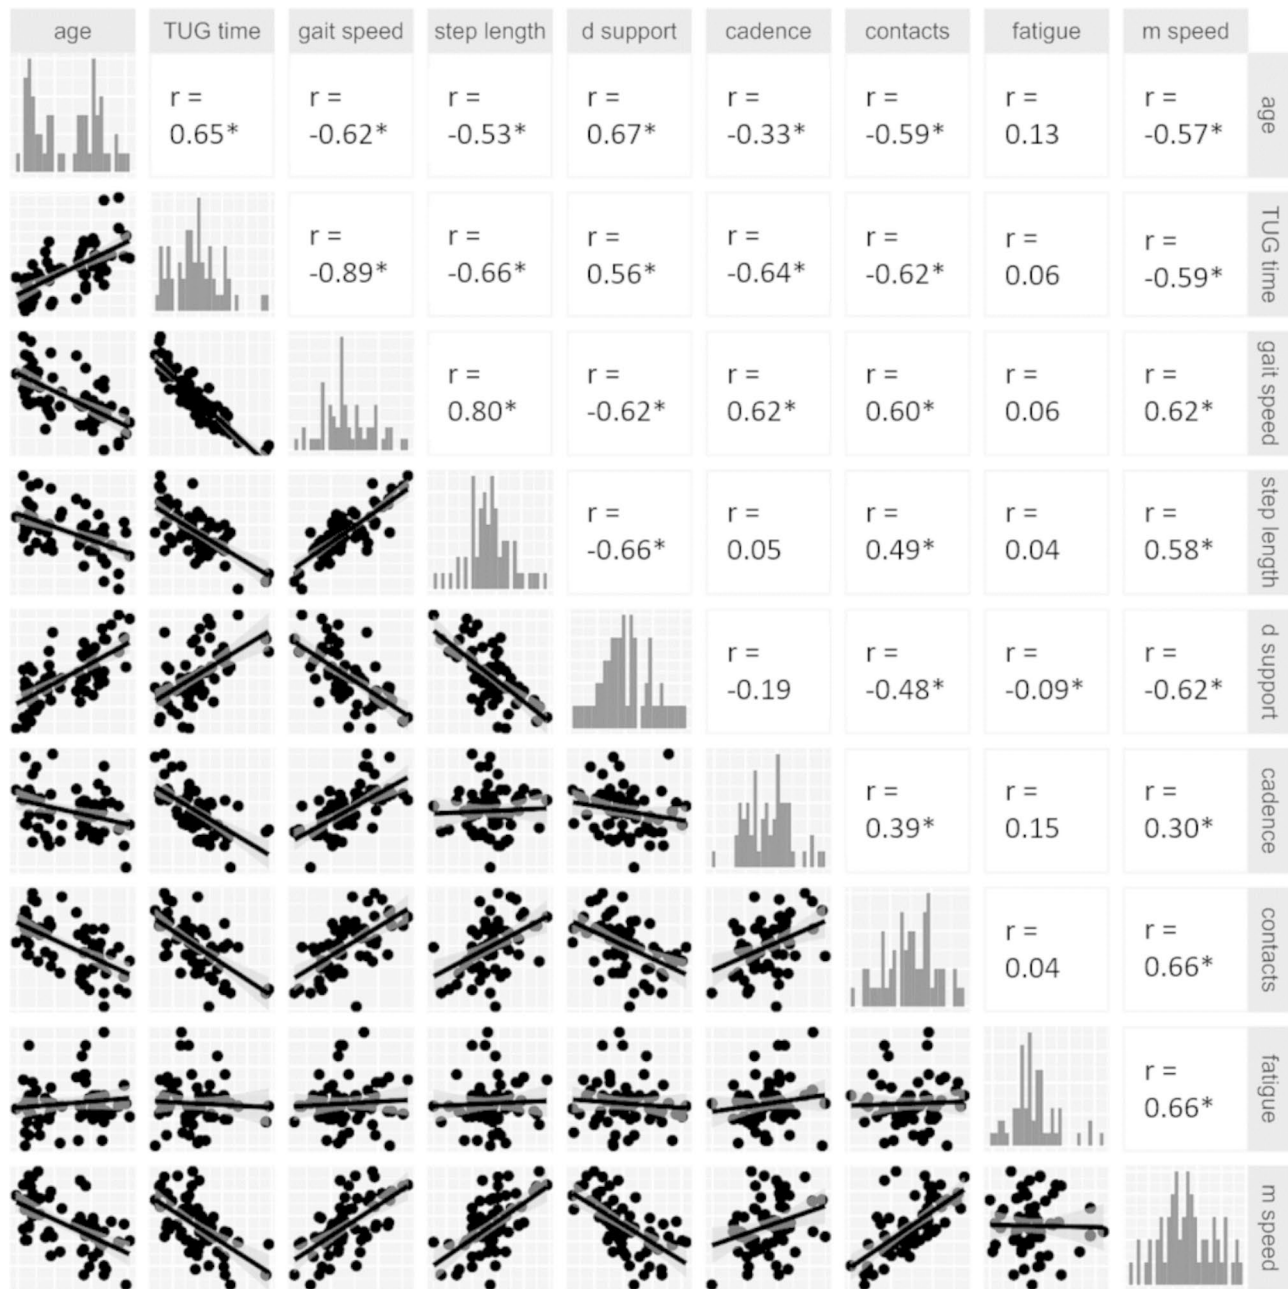 age TUG time gait speed step length d support cadence contacts fatigue m speed
r = r = r = r = r = r = r = r =
0.65* -0.62* -0.53* 0.67* -0.33* -0.59* 0.13 -0.57*
age
r = r = r = r = r = r = r =
-0.89* -0.66* 0.56* -0.64* -0.62* 0.06 -0.59*
TUG time
r = r = r = r = r = r =
0.80* -0.62* 0.62* 0.60* 0.06 0.62*
gait speed
r = r = r = r = r =
-0.66* 0.05 0.49* 0.04 0.58*
step length
r = r = r = r =
-0.19 -0.48* -0.09* -0.62*
d support
r = r = r =
0.39* 0.15 0.30*
cadence
r = r =
0.04 0.66*
contacts
r =
0.66*
fatigue
m speed